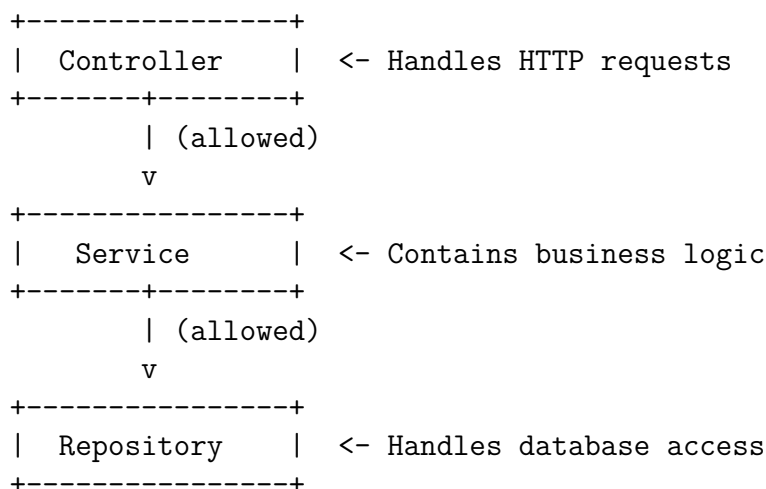 +----------------+
|  Controller    |  <- Handles HTTP requests
+-------+--------+
        | (allowed)
        v
+----------------+
|   Service      |  <- Contains business logic
+-------+--------+
        | (allowed)
        v
+----------------+
|  Repository    |  <- Handles database access
+----------------+